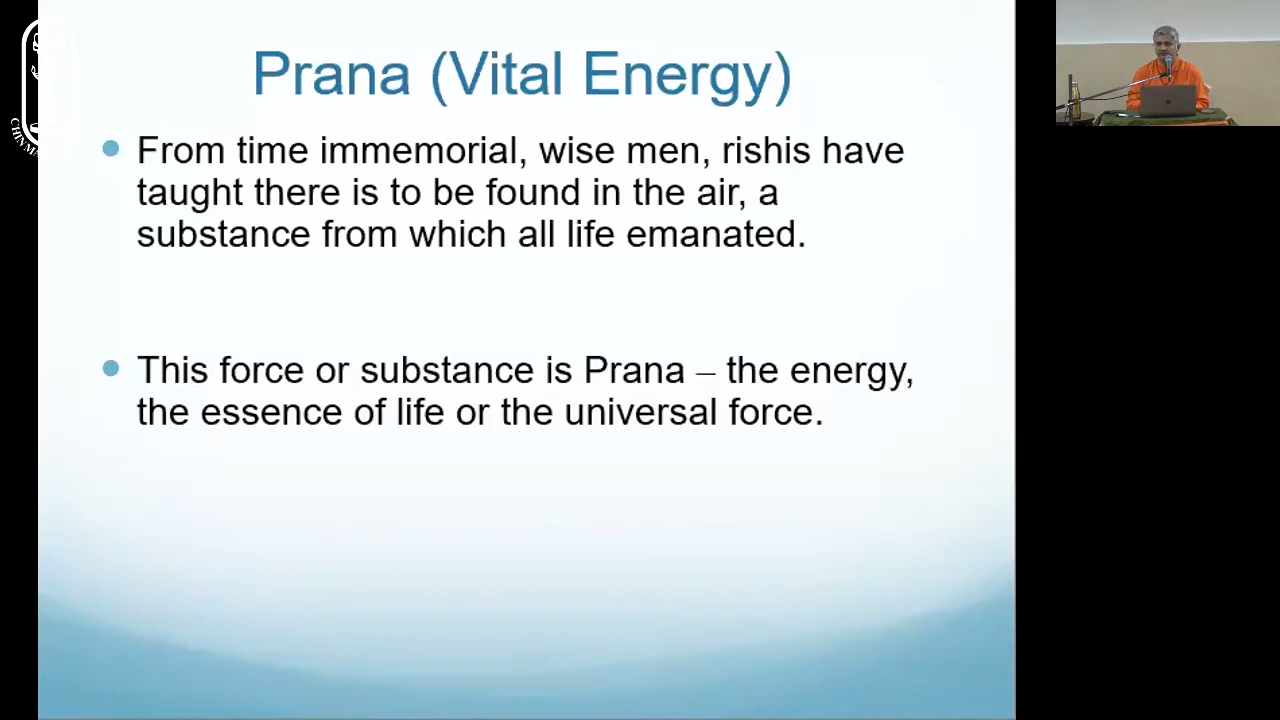 Prana (Vital Energy)
From time immemorial, wise men, rishis have
taught there is to be found in the air, a
substance from which all life emanated.
This force or substance is Prana – the energy,
the essence of life or the universal force.